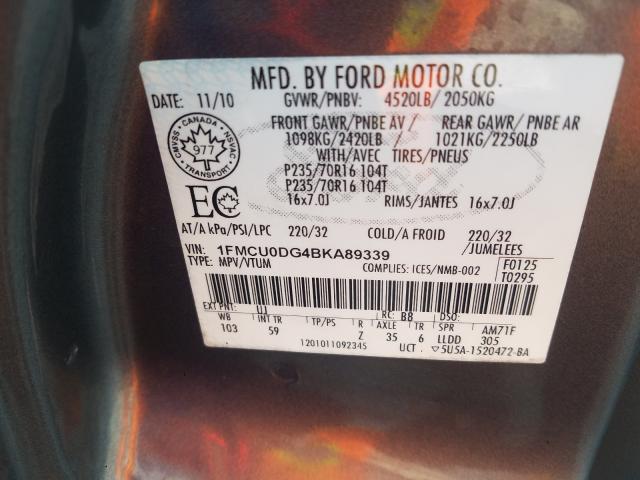 MFD. BY FORD MOTOR CO.
DATE: 11/10 GVWR/PNBV: 4520LB/ 2050KG
FRONT GAWR/PNBE AV / REAR GAWR/ PNBE AR
1098KG/2420LB / 1021KG/2250LB
WITH/AVEC TIRES/PNEUS
P235/70R16 104T
P235/70R16 104T
16x7.0J RIMS/JANTES 16x7.0J
CANADA
CMVSS NSVAC
977
TRANSPORT
EC
AT/A kPa/PSI/LPC 220/32 COLD/A FROID 220/32
/JUMELEES
VIN: 1FMCU0DG4BKA89339
TYPE: MPV/VTUM COMPLIES: ICES/NMB-002
F0125
T0295
EXT PNT: UJ RC: B8 DSO:
WB INT TR TP/PS R AXLE TR SPR AM71F
103 59 Z 35 6 LLDD 305
1201011092345 UCT . ▽5U5A-1520472-BA